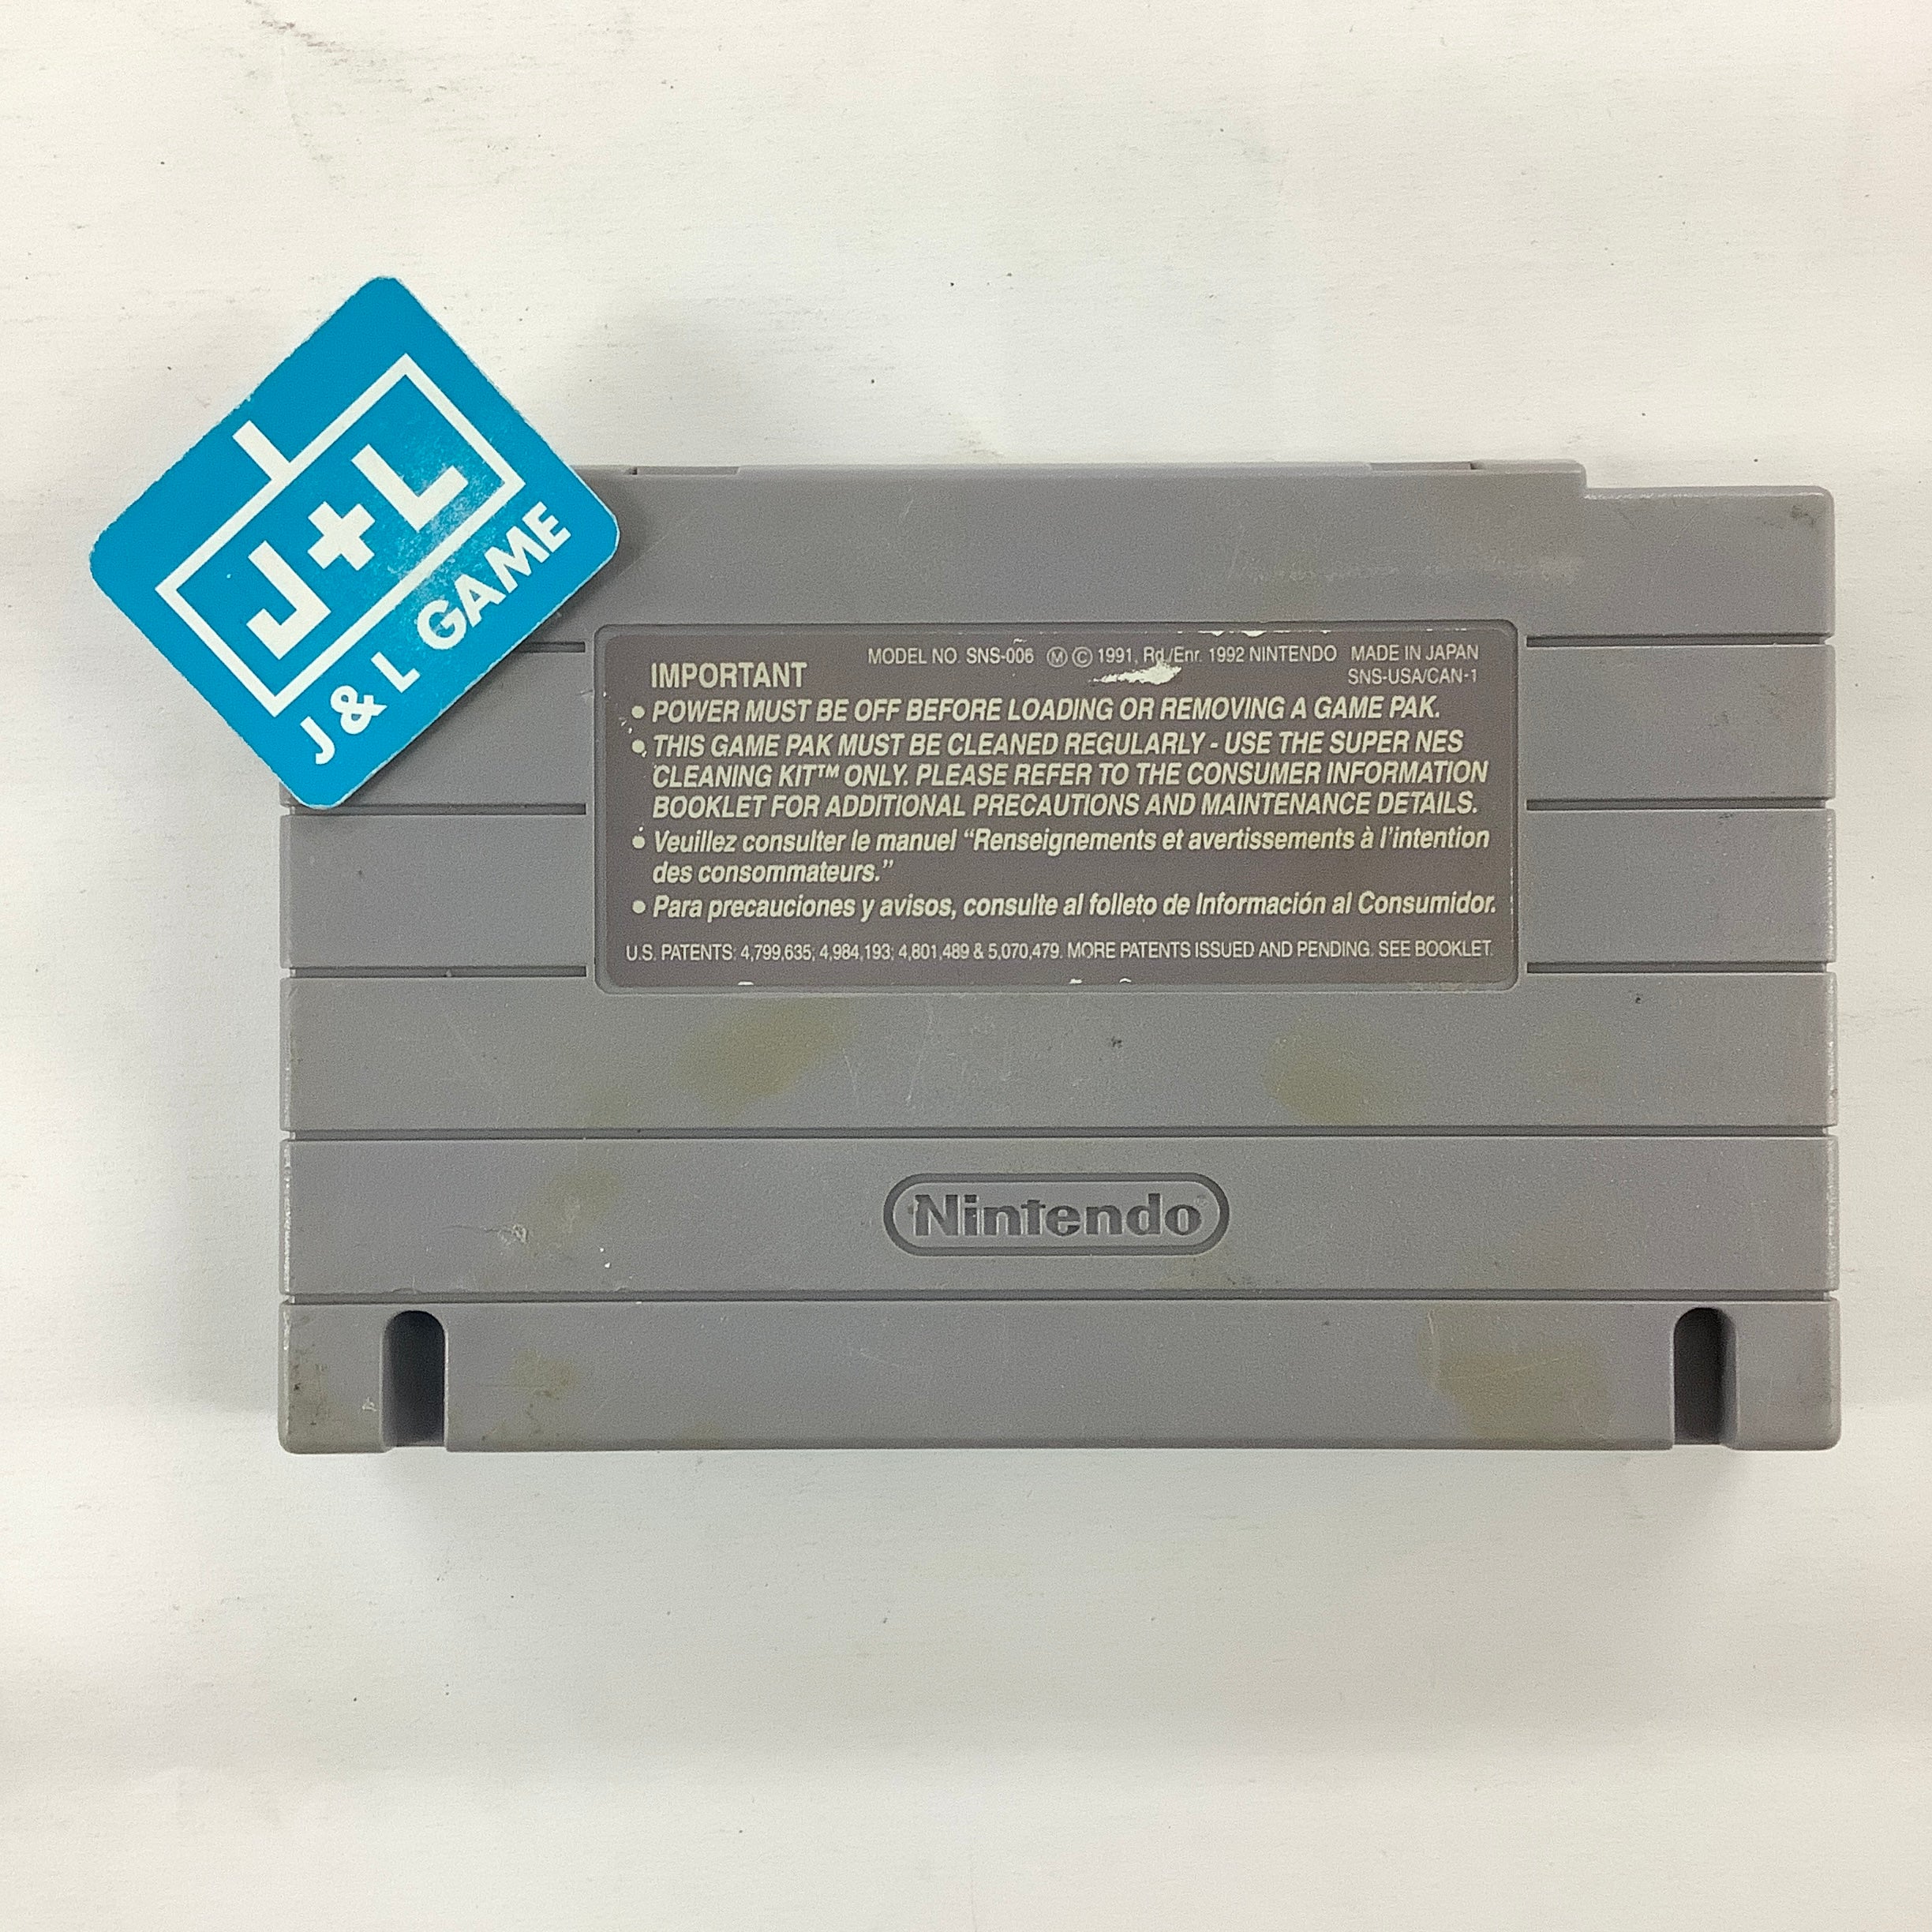 J+L
J & L GAME
MODEL NO. SNS-006 Ⓜ © 1991, Rd./Enr. 1992 NINTENDO MADE IN JAPAN
SNS-USA/CAN-1
IMPORTANT
• POWER MUST BE OFF BEFORE LOADING OR REMOVING A GAME PAK.
• THIS GAME PAK MUST BE CLEANED REGULARLY - USE THE SUPER NES
CLEANING KIT™ ONLY. PLEASE REFER TO THE CONSUMER INFORMATION
BOOKLET FOR ADDITIONAL PRECAUTIONS AND MAINTENANCE DETAILS.
• Veuillez consulter le manuel “Renseignements et avertissements à l’intention
des consommateurs.”
• Para precauciones y avisos, consulte al folleto de Información al Consumidor.
U.S. PATENTS: 4,799,635; 4,984,193; 4,801,489 & 5,070,479. MORE PATENTS ISSUED AND PENDING. SEE BOOKLET.
Nintendo